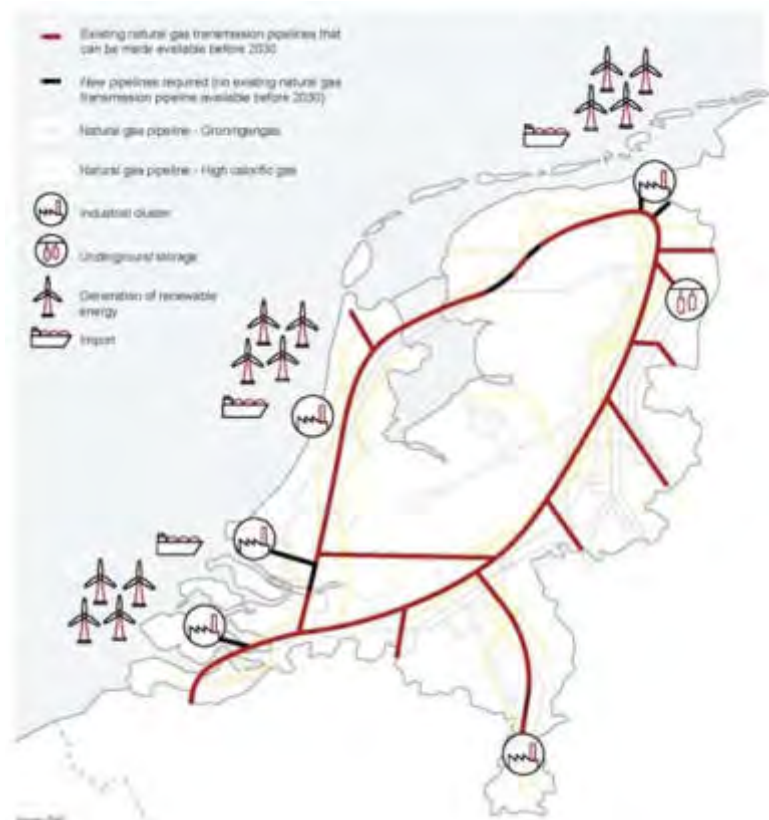 Existing natural gas transmission pipelines that
can be made available before 2030
New pipelines required (no existing natural gas
transmission pipeline available before 2030)
Natural gas pipeline - Groningengas
Natural gas pipeline - High calorific gas
Industrial cluster
Underground storage
Generation of renewable
energy
Import